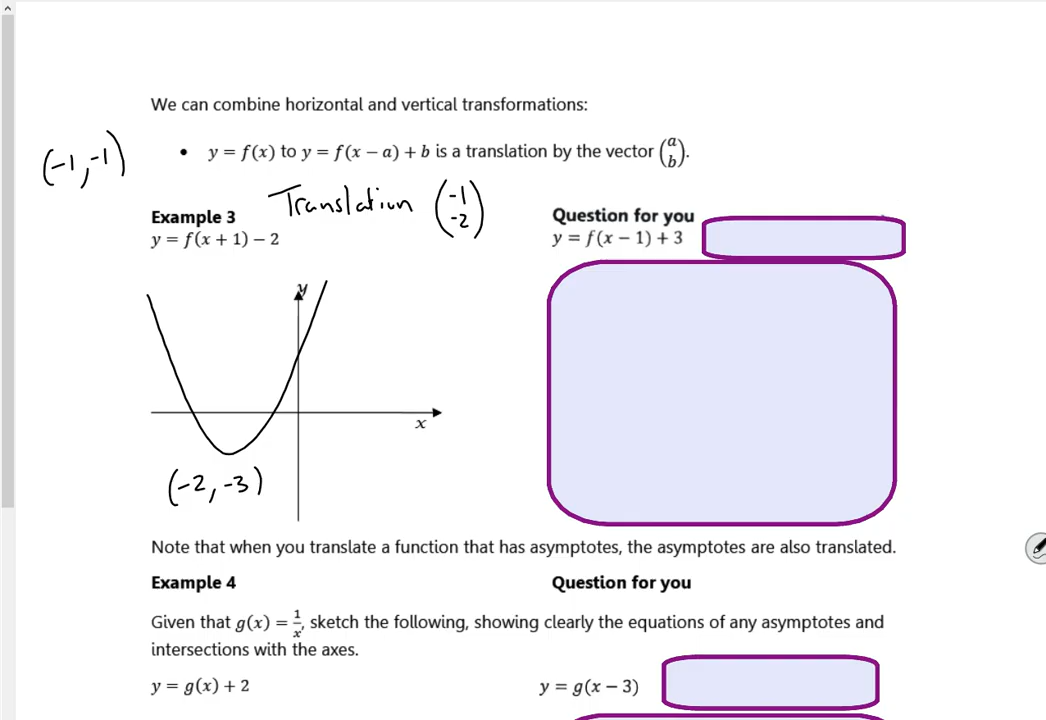 We can combine horizontal and vertical transformations:
(-1, -1)
• y = f(x) to y = f(x − a) + b is a translation by the vector (a b).
Translation (-1 -2)
Example 3
y = f(x + 1) − 2
Question for you
y = f(x − 1) + 3
y
x
(-2, -3)
Note that when you translate a function that has asymptotes, the asymptotes are also translated.
Example 4
Question for you
Given that g(x) = 1/x, sketch the following, showing clearly the equations of any asymptotes and
intersections with the axes.
y = g(x) + 2
y = g(x − 3)